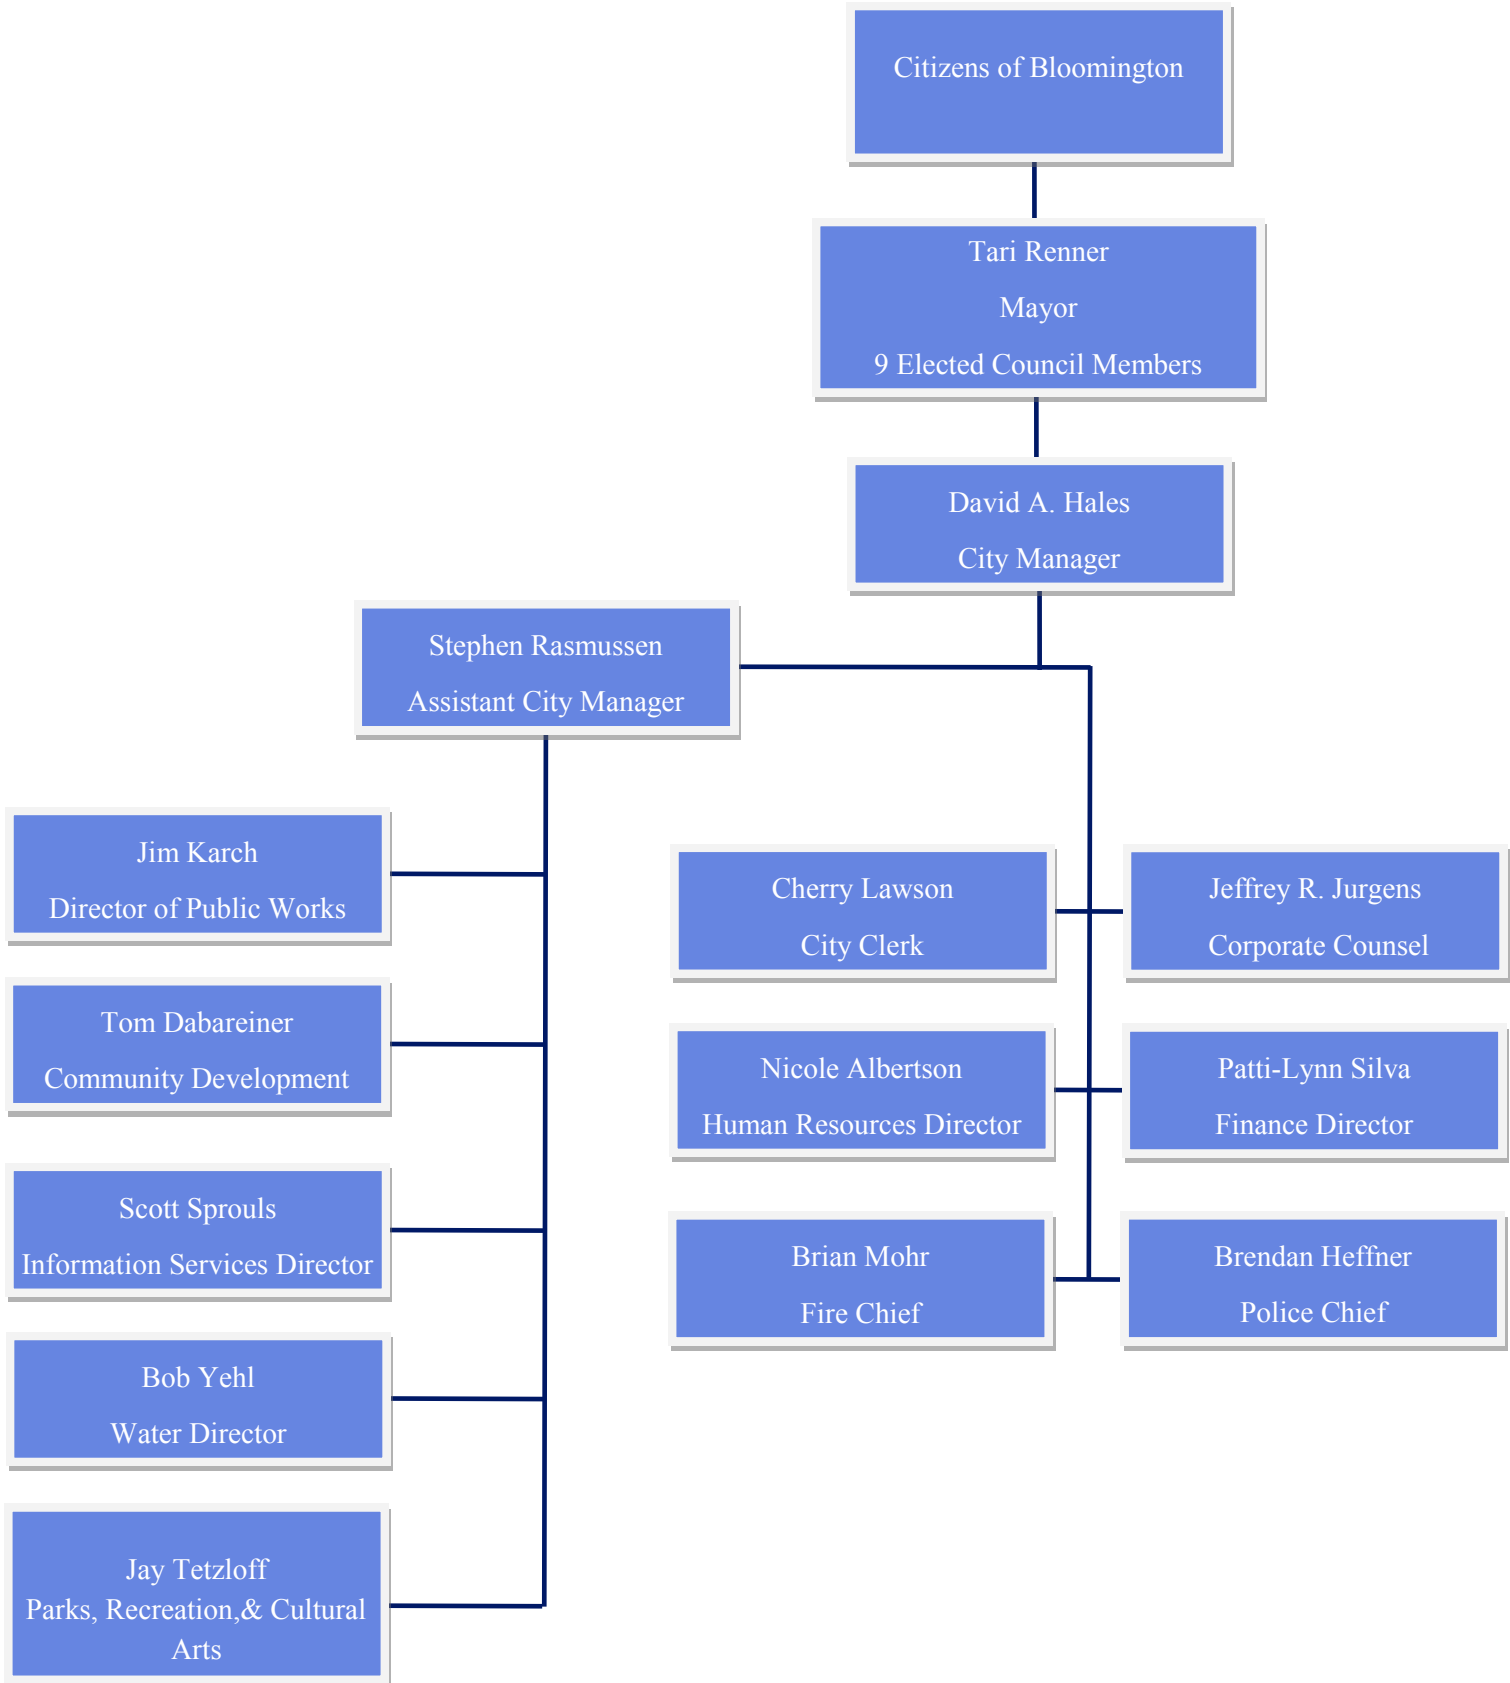 Citizens of Bloomington
Tari Renner
Mayor
9 Elected Council Members
David A. Hales
City Manager
Stephen Rasmussen
Assistant City Manager
Jim Karch
Director of Public Works
Tom Dabareiner
Community Development
Scott Sprouls
Information Services Director
Bob Yehl
Water Director
Jay Tetzloff
Parks, Recreation,& Cultural
Arts
Cherry Lawson
City Clerk
Jeffrey R. Jurgens
Corporate Counsel
Nicole Albertson
Human Resources Director
Patti-Lynn Silva
Finance Director
Brian Mohr
Fire Chief
Brendan Heffner
Police Chief